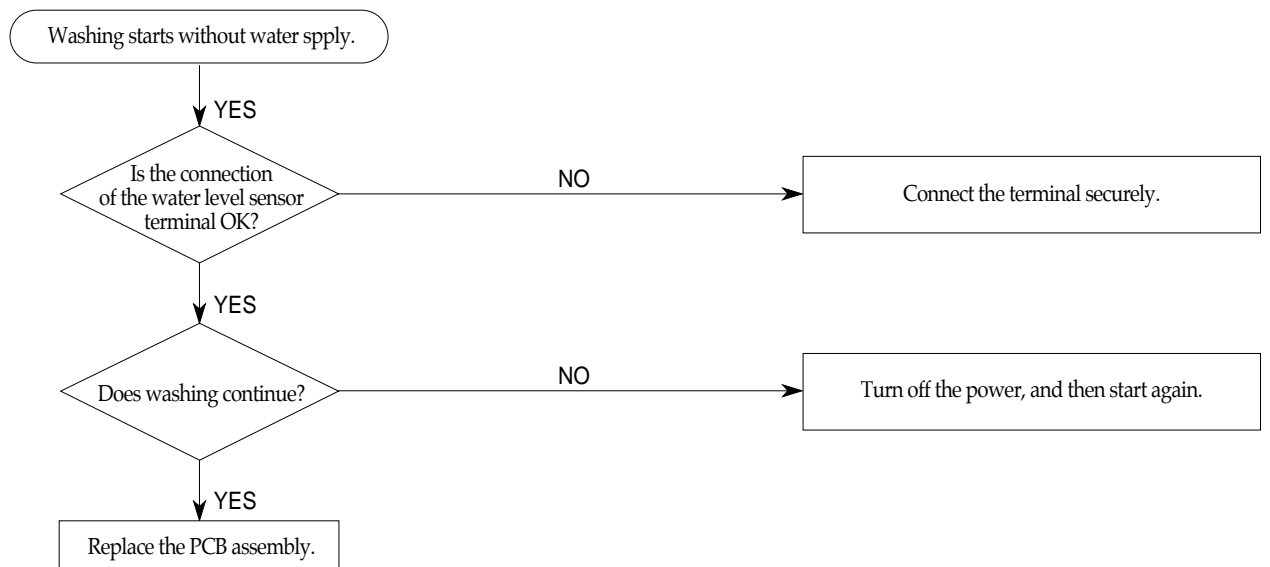 Washing starts without water spply.
YES
Is the connection
of the water level sensor
terminal OK?
NO
Connect the terminal securely.
YES
Does washing continue?
NO
Turn off the power, and then start again.
YES
Replace the PCB assembly.